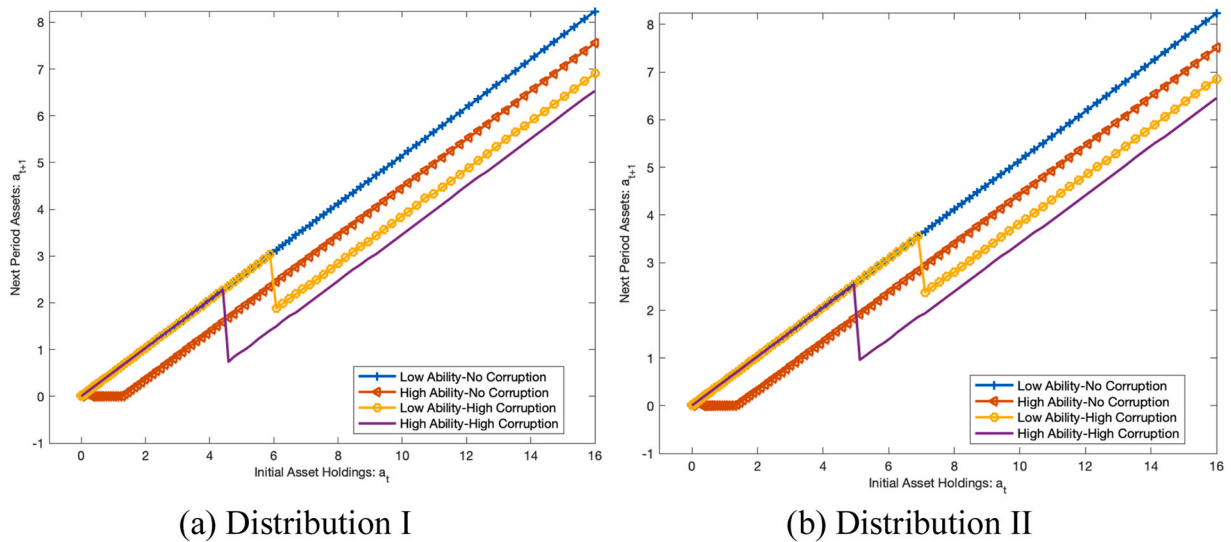 8
7
6
5
4
3
2
1
0
-1
Next Period Assets: a_t+1
0 2 4 6 8 10 12 14 16
Initial Asset Holdings: a_t
Low Ability-No Corruption
High Ability-No Corruption
Low Ability-High Corruption
High Ability-High Corruption
(a) Distribution I
8
7
6
5
4
3
2
1
0
-1
Next Period Assets: a_t+1
0 2 4 6 8 10 12 14 16
Initial Asset Holdings: a_t
Low Ability-No Corruption
High Ability-No Corruption
Low Ability-High Corruption
High Ability-High Corruption
(b) Distribution II